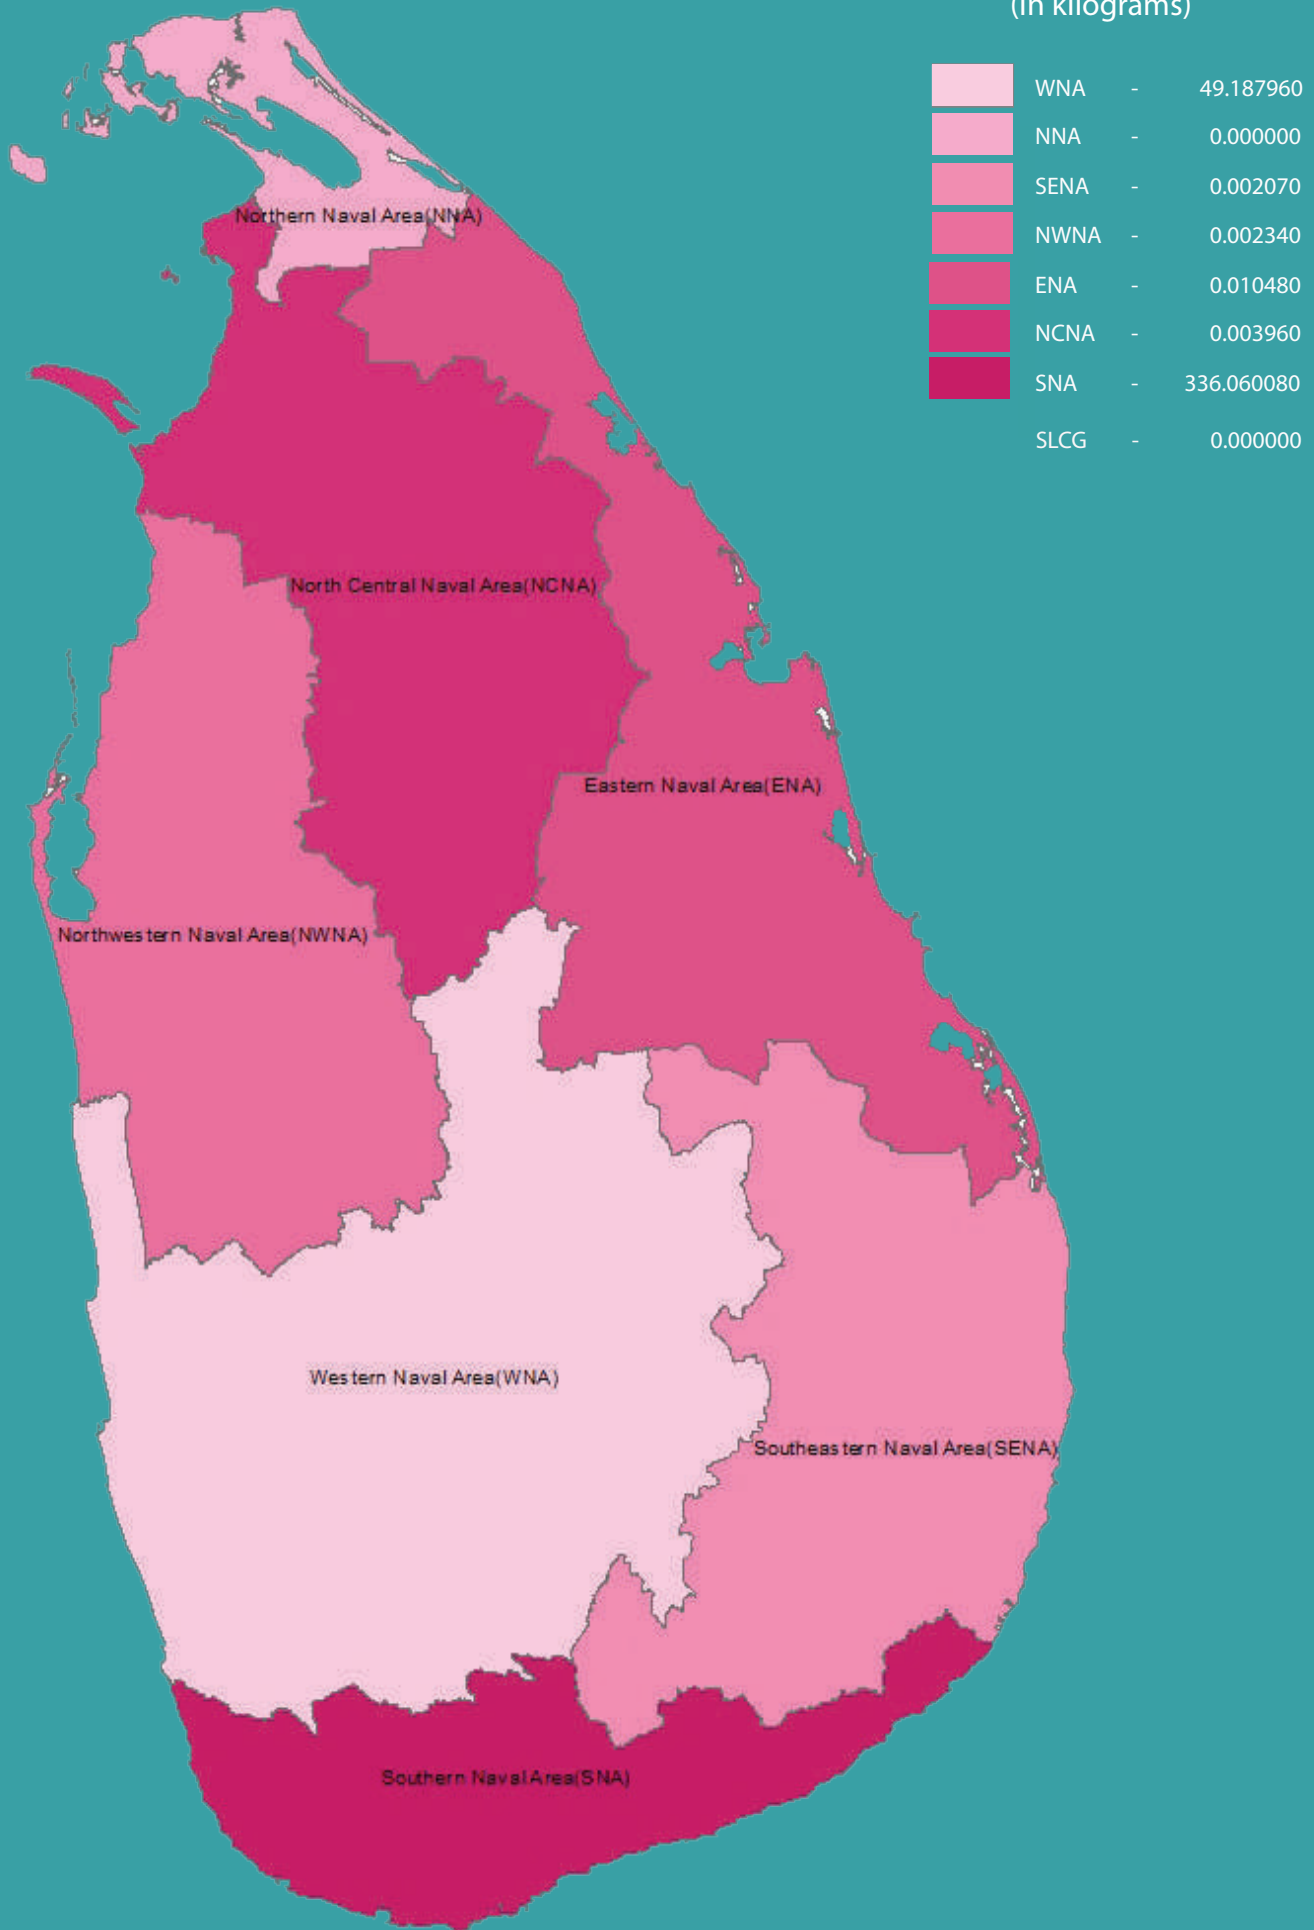 (in kilograms)
WNA - 49.187960
NNA - 0.000000
SENA - 0.002070
NWNA - 0.002340
ENA - 0.010480
NCNA - 0.003960
SNA - 336.060080
SLCG - 0.000000
Northern Naval Area(NNA)
North Central Naval Area(NCNA)
Eastern Naval Area(ENA)
Northwestern Naval Area(NWNA)
Western Naval Area(WNA)
Southeastern Naval Area(SENA)
Southern Naval Area(SNA)